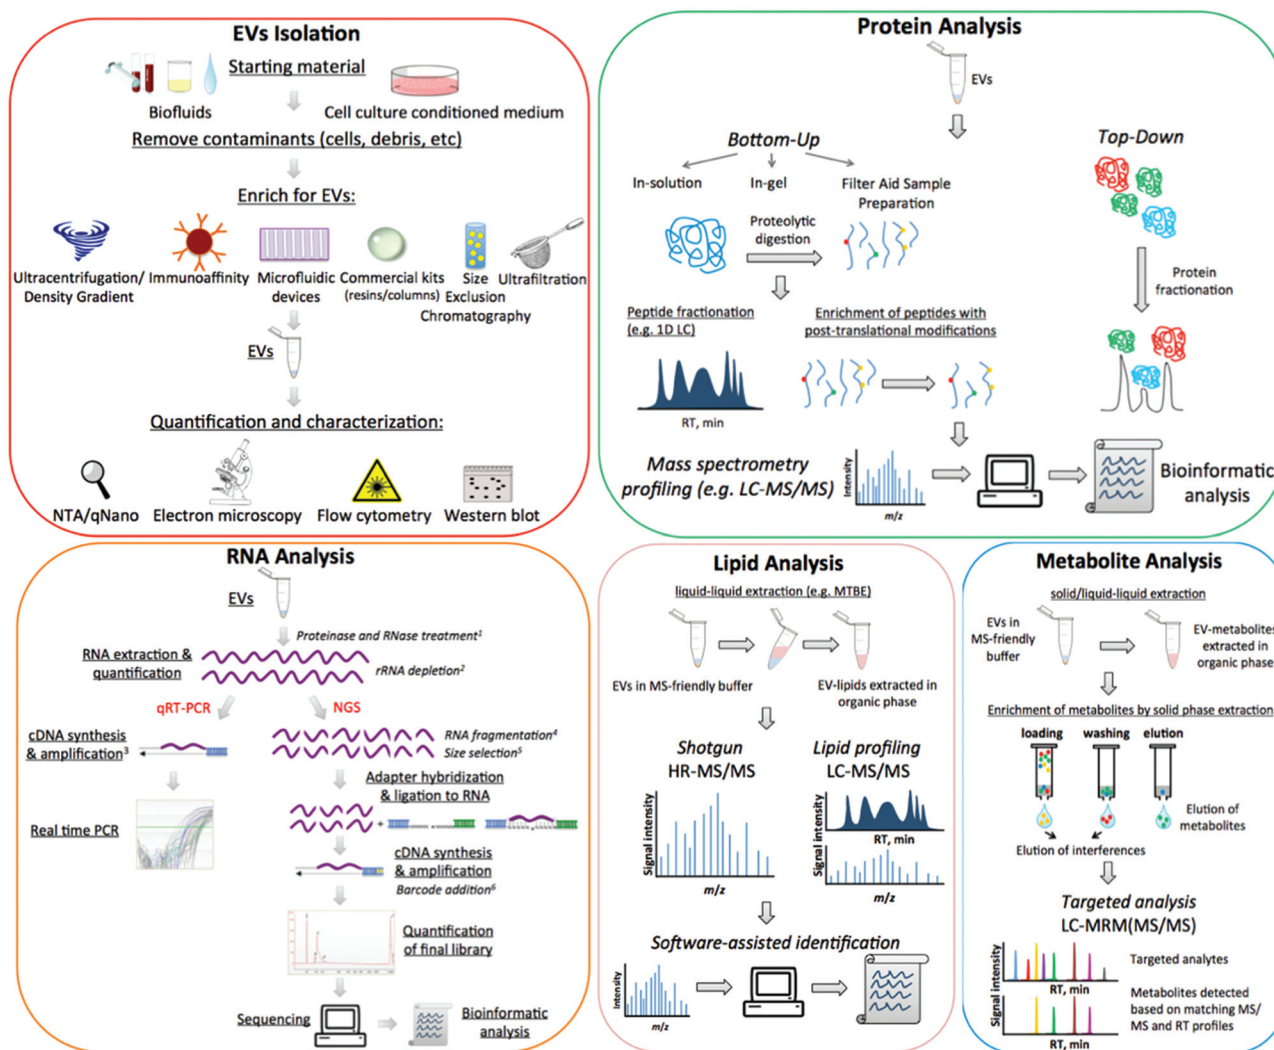 EVs Isolation
Starting material
Biofluids
Cell culture conditioned medium
Remove contaminants (cells, debris, etc)
Enrich for EVs:
Ultracentrifugation/
Density Gradient
Immunoaffinity
Microfluidic
devices
Commercial kits
(resins/columns)
Size
Exclusion
Chromatography
Ultrafiltration
EVs
Quantification and characterization:
NTA/qNano
Electron microscopy
Flow cytometry
Western blot
Protein Analysis
EVs
Bottom-Up
Top-Down
In-solution
In-gel
Filter Aid Sample
Preparation
Proteolytic
digestion
Protein
fractionation
Peptide fractionation
(e.g. 1D LC)
Enrichment of peptides with
post-translational modifications
RT, min
Mass spectrometry
profiling (e.g. LC-MS/MS)
Intensity
m/z
Bioinformatic
analysis
RNA Analysis
EVs
Proteinase and RNase treatment¹
RNA extraction &
quantification
rRNA depletion²
qRT-PCR
NGS
cDNA synthesis
& amplification³
RNA fragmentation⁴
Size selection⁵
Adapter hybridization
& ligation to RNA
Real time PCR
+
cDNA synthesis
& amplification
Barcode addition⁶
Quantification
of final library
Sequencing
Bioinformatic
analysis
Lipid Analysis
liquid-liquid extraction (e.g. MTBE)
EVs in MS-friendly buffer
EV-lipids extracted in
organic phase
Shotgun
HR-MS/MS
Lipid profiling
LC-MS/MS
Signal intensity
m/z
Signal intensity
RT, min
m/z
Software-assisted identification
Intensity
m/z
Metabolite Analysis
solid/liquid-liquid extraction
EVs in
MS-friendly
buffer
EV-metabolites
extracted in
organic phase
Enrichment of metabolites by solid phase extraction
loading
washing
elution
Elution of
metabolites
Elution of interferences
Targeted analysis
LC-MRM(MS/MS)
Signal intensity
Targeted analytes
RT, min
Metabolites detected
based on matching MS/
MS and RT profiles
RT, min